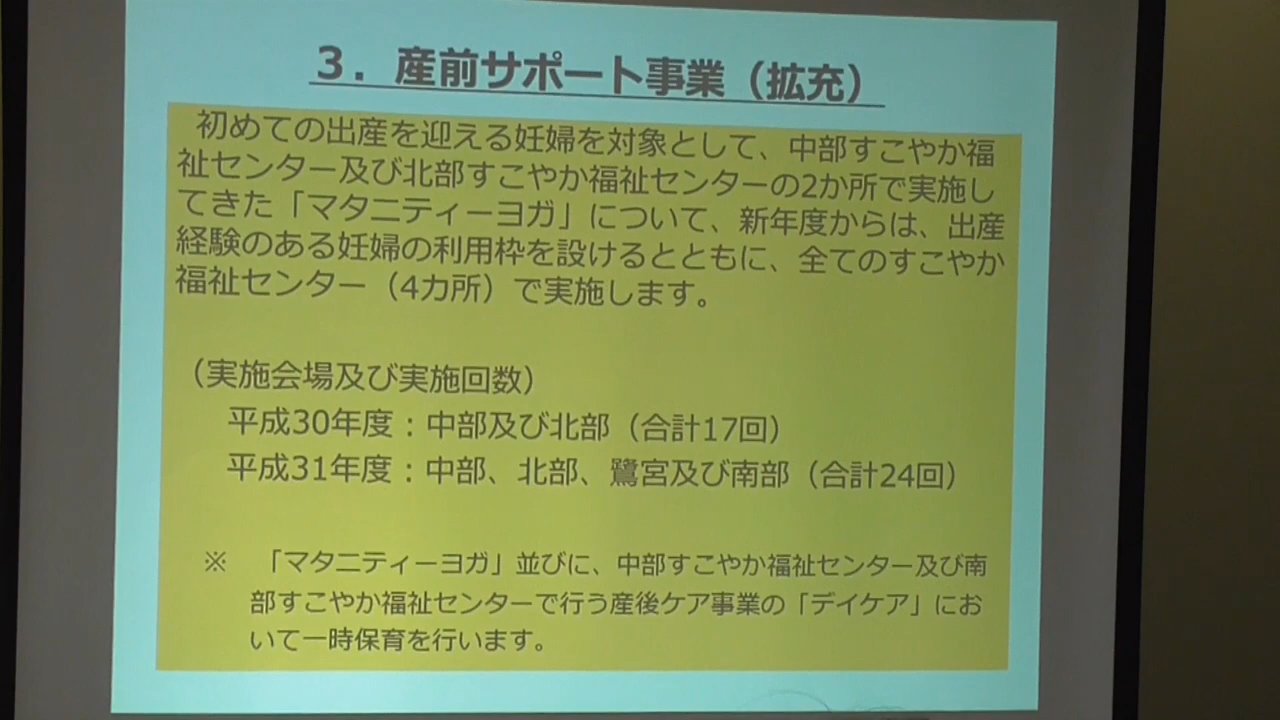 ３．産前サポート事業（拡充）
初めての出産を迎える妊婦を対象として、中部すこやか福
祉センター及び北部すこやか福祉センターの2か所で実施し
てきた「マタニティーヨガ」について、新年度からは、出産
経験のある妊婦の利用枠を設けるとともに、全てのすこやか
福祉センター（4カ所）で実施します。
（実施会場及び実施回数）
平成30年度：中部及び北部（合計17回）
平成31年度：中部、北部、鷺宮及び南部（合計24回）
※ 「マタニティーヨガ」並びに、中部すこやか福祉センター及び南
部すこやか福祉センターで行う産後ケア事業の「デイケア」にお
いて一時保育を行います。